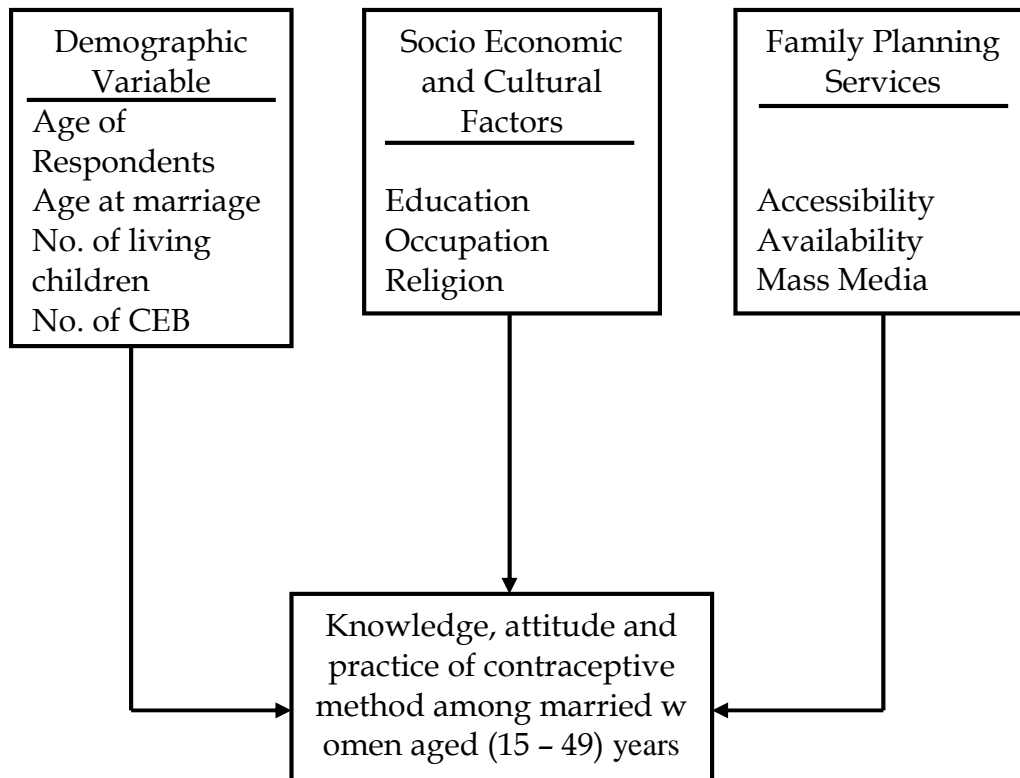 Demographic
Variable
Age of
Respondents
Age at marriage
No. of living
children
No. of CEB
Socio Economic
and Cultural
Factors
Education
Occupation
Religion
Family Planning
Services
Accessibility
Availability
Mass Media
Knowledge, attitude and
practice of contraceptive
method among married w
omen aged (15 – 49) years